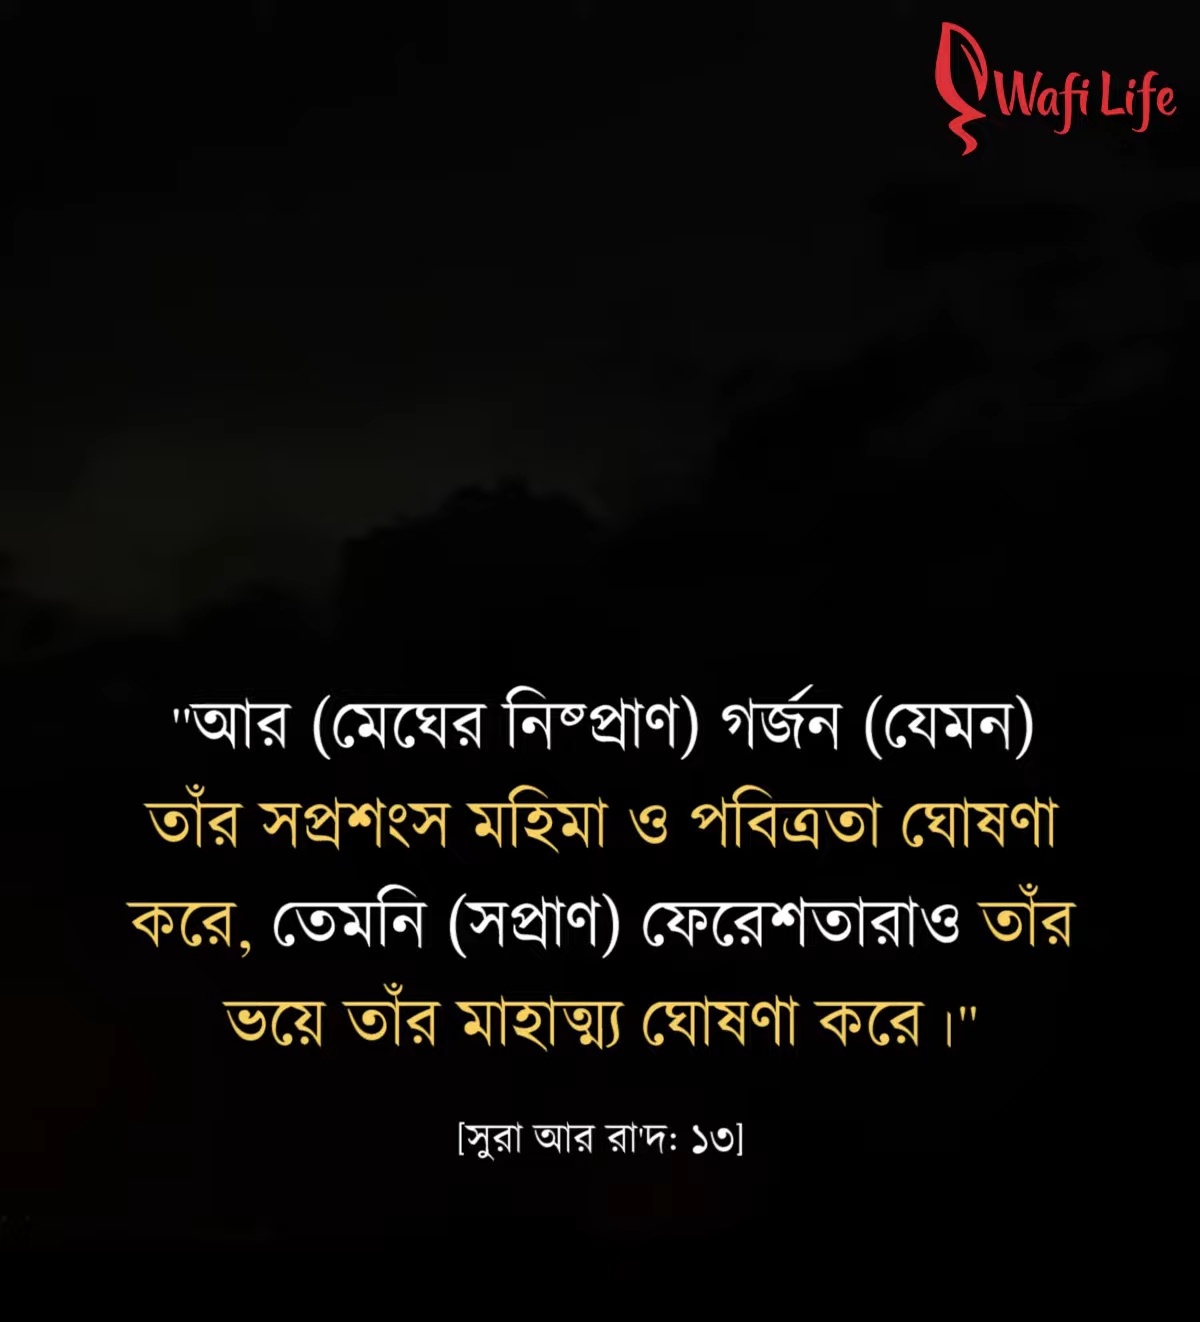 Wafi Life
"আর (মেঘের নিষ্প্রাণ) গর্জন (যেমন)
তাঁর সপ্রশংস মহিমা ও পবিত্রতা ঘোষণা
করে, তেমনি (সপ্রাণ) ফেরেশতারাও তাঁর
ভয়ে তাঁর মাহাত্ম্য ঘোষণা করে।"
[সুরা আর রা'দ: ১৩]